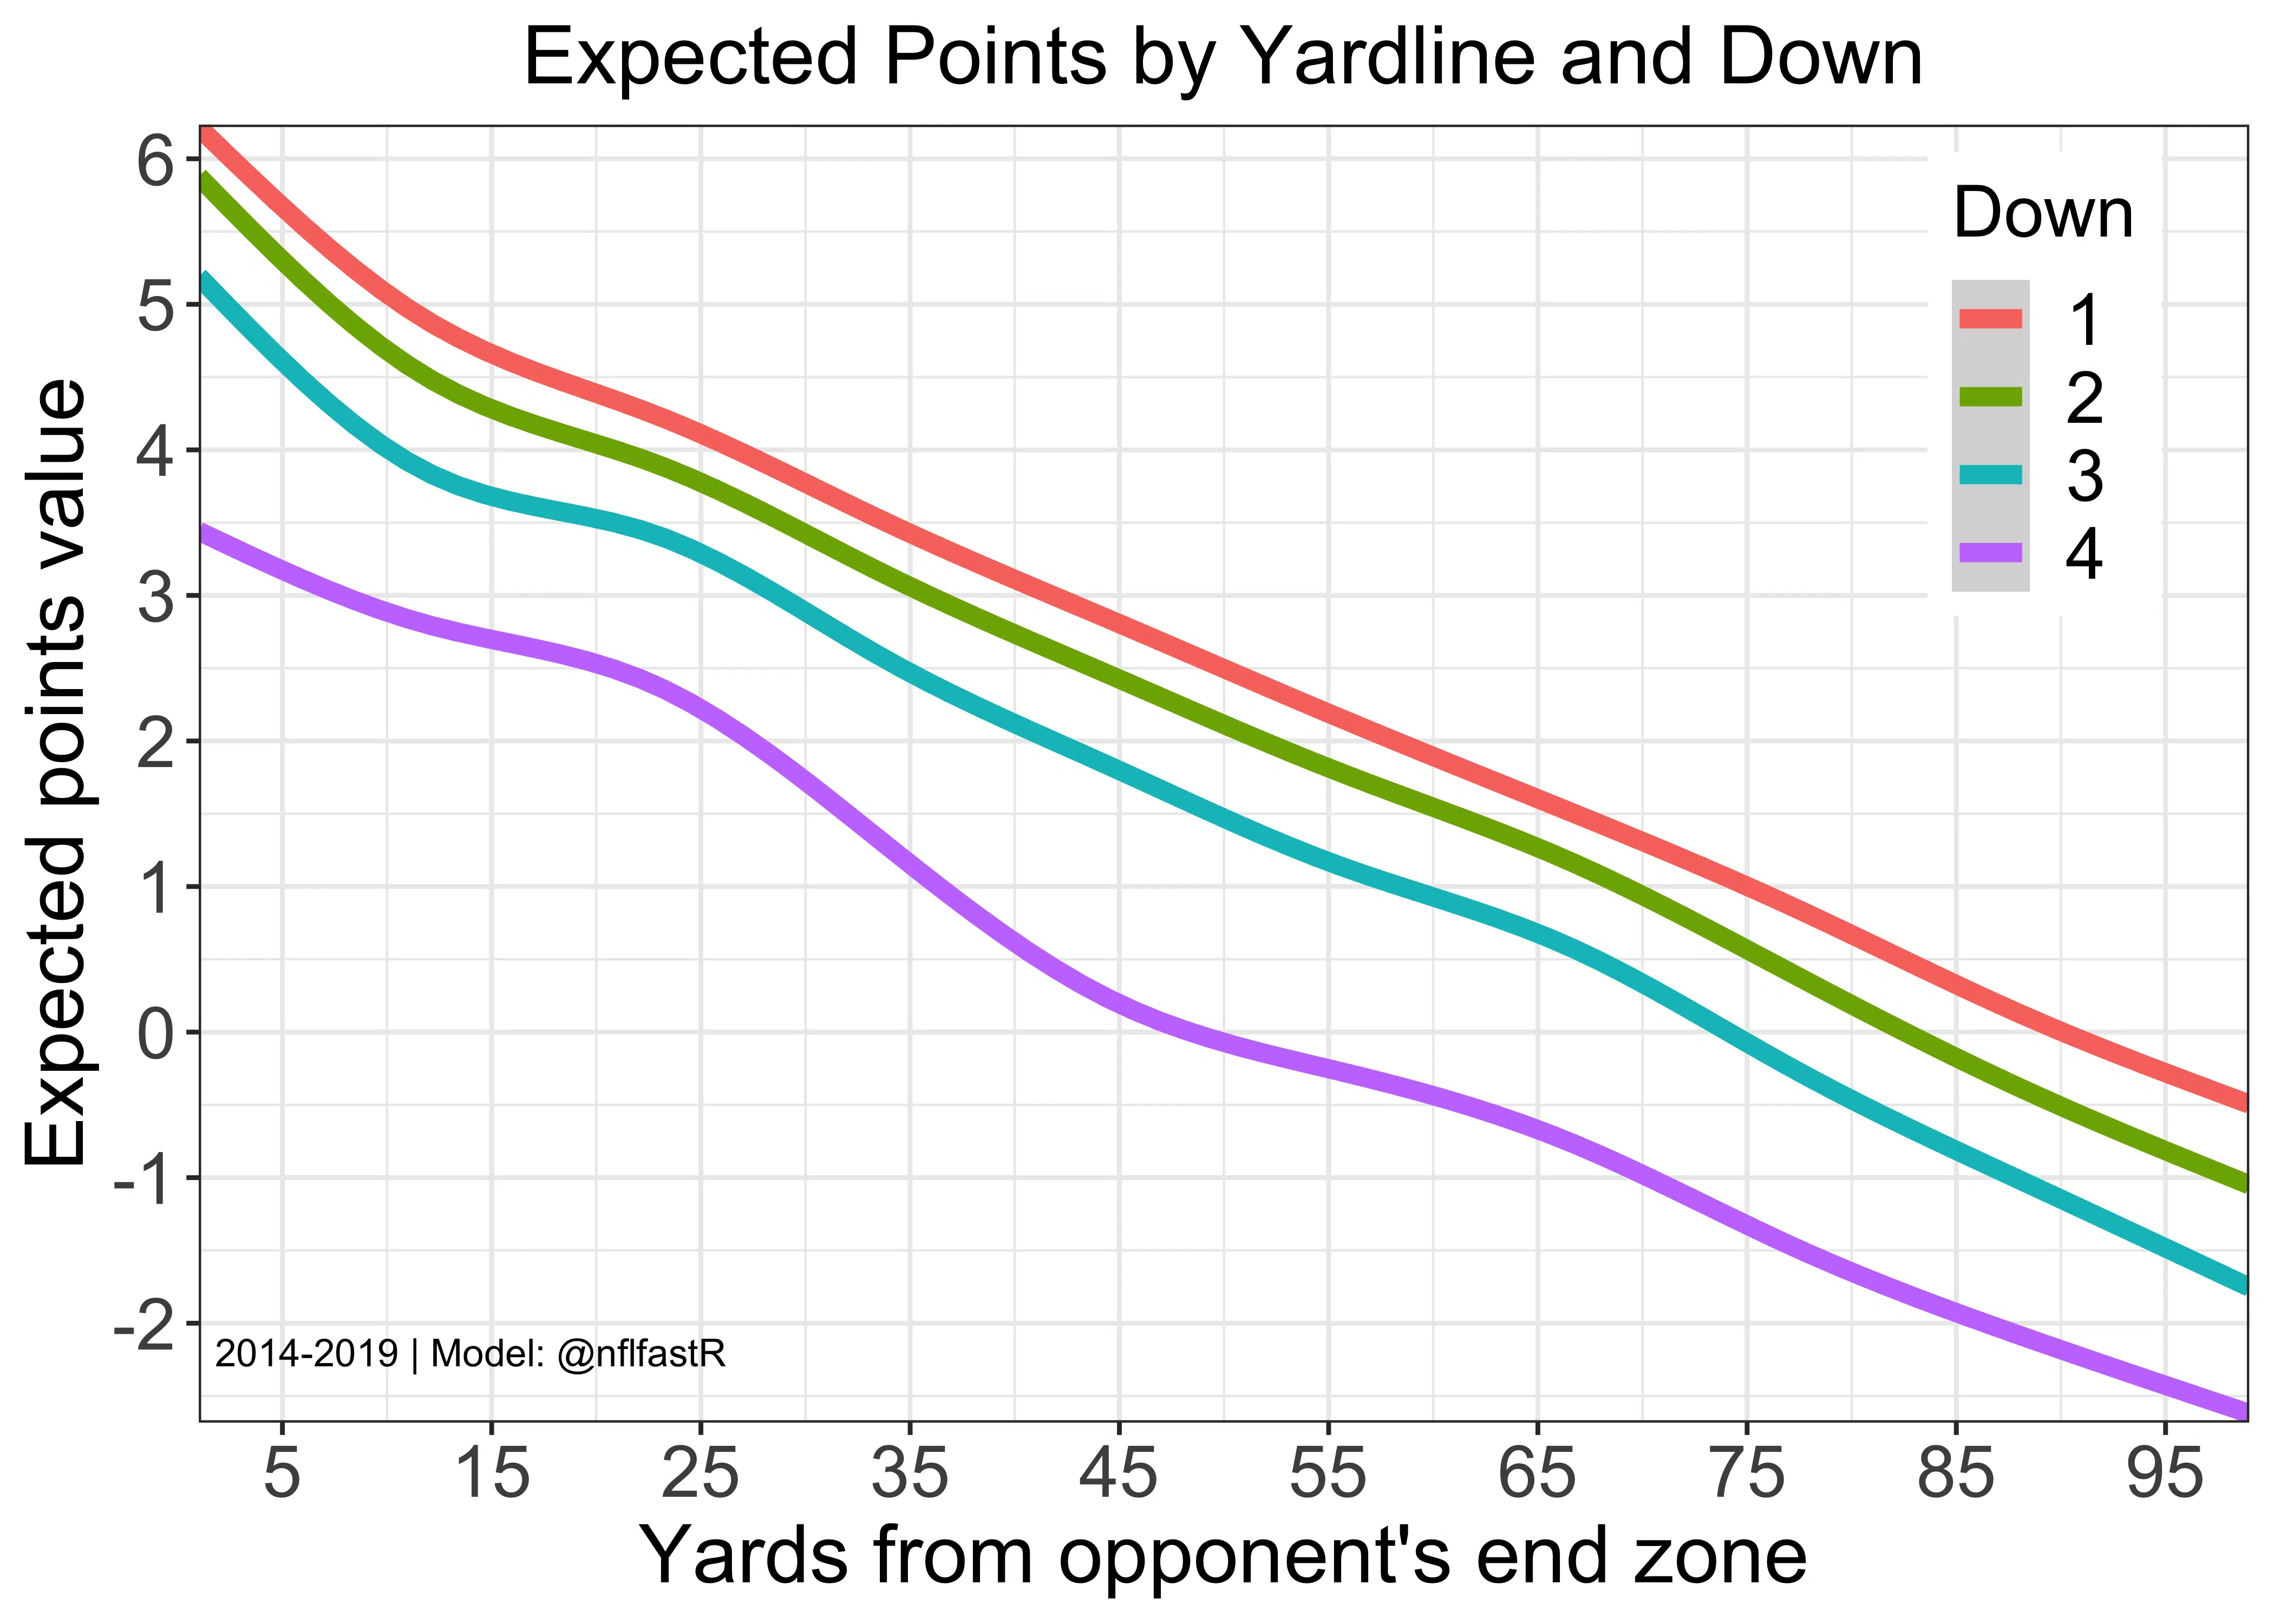 Expected Points by Yardline and Down
Expected points value
6
5
4
3
2
1
0
-1
-2
Down
1
2
3
4
2014-2019 | Model: @nflfastR
5 15 25 35 45 55 65 75 85 95
Yards from opponent's end zone